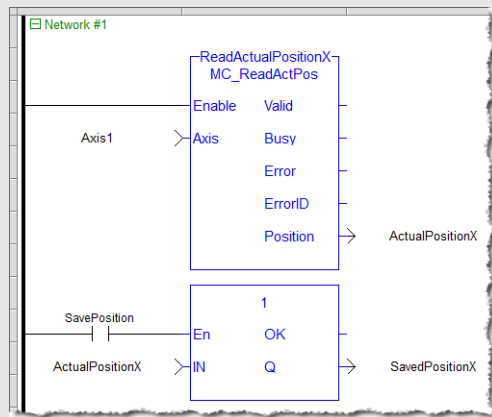 Network #1
ReadActualPositionX
MC_ReadActPos
Enable Valid
Axis1 Axis Busy
Error
ErrorID
Position ActualPositionX
1
SavePosition
En OK
ActualPositionX IN Q SavedPositionX